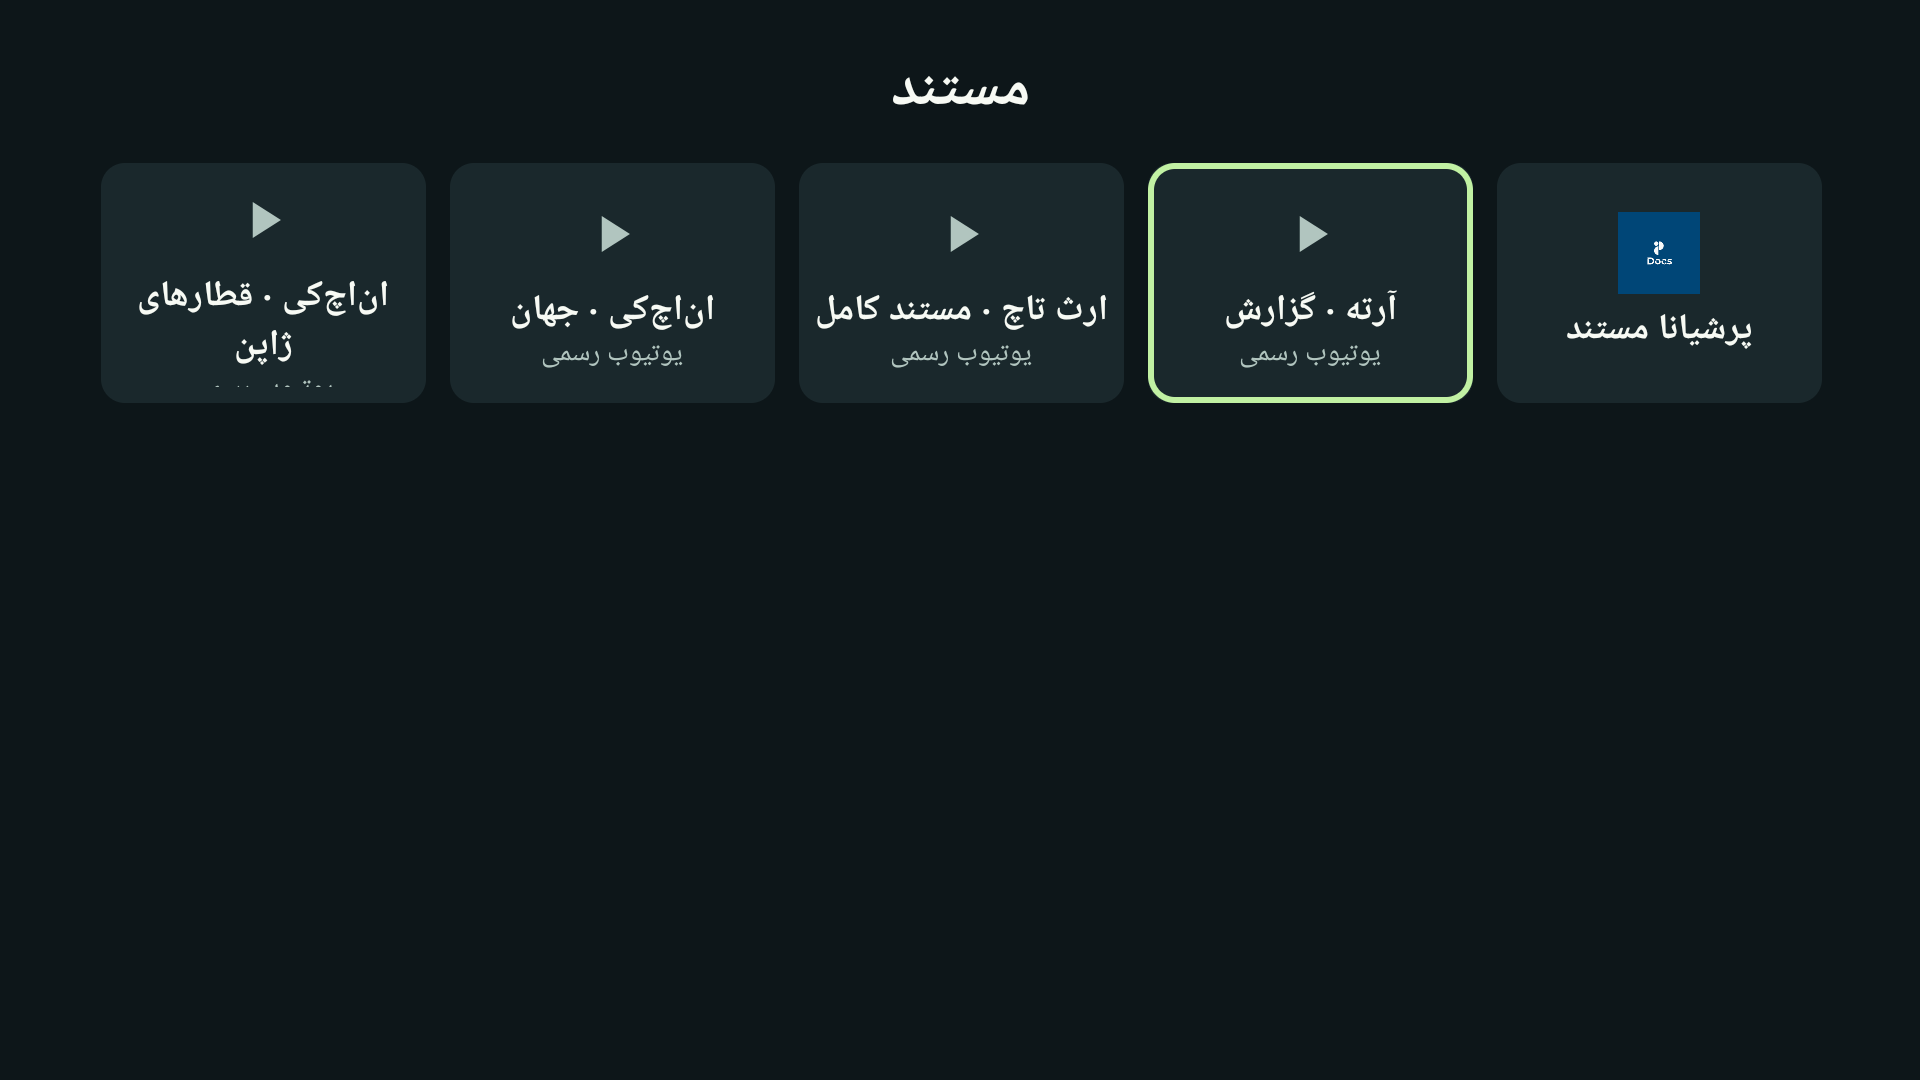 مستند
Docs
پرشیانا مستند
آرته · گزارش
یوتیوب رسمی
ارث تاچ · مستند کامل
یوتیوب رسمی
ان‌اچ‌کی · جهان
یوتیوب رسمی
ان‌اچ‌کی · قطارهای
ژاپن